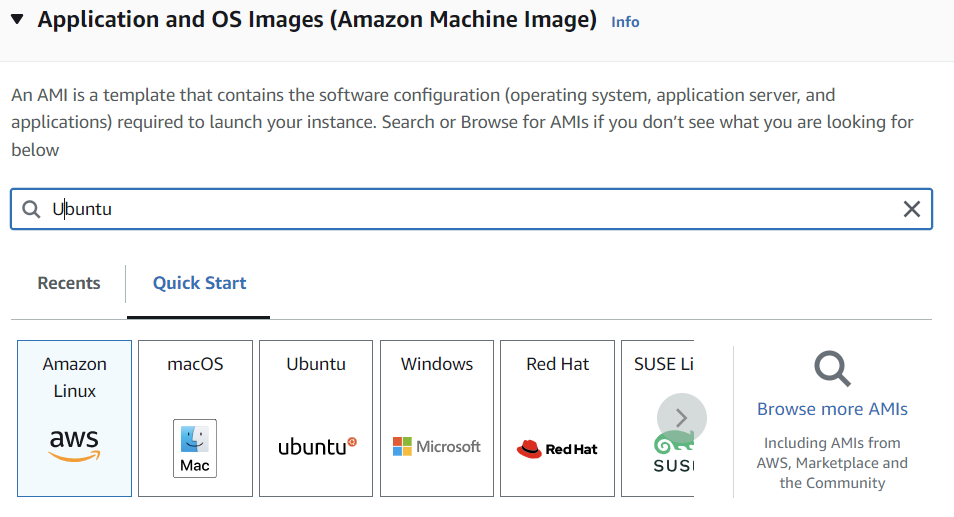 Application and OS Images (Amazon Machine Image) Info
An AMI is a template that contains the software configuration (operating system, application server, and
applications) required to launch your instance. Search or Browse for AMIs if you don’t see what you are looking for
below
Ubuntu
Recents
Quick Start
Amazon
Linux
aws
macOS
Mac
Ubuntu
ubuntu
Windows
Microsoft
Red Hat
Red Hat
SUSE Li
SUS
Browse more AMIs
Including AMIs from
AWS, Marketplace and
the Community